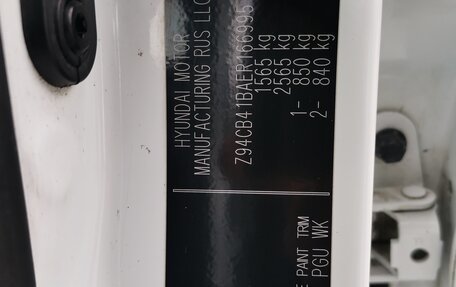 HYUNDAI MOTOR
MANUFACTURING RUS LLC
Z94CB41BAER166995
1565 kg
2565 kg
1- 850 kg
2- 840 kg
PAINT TRIM
PGU WK